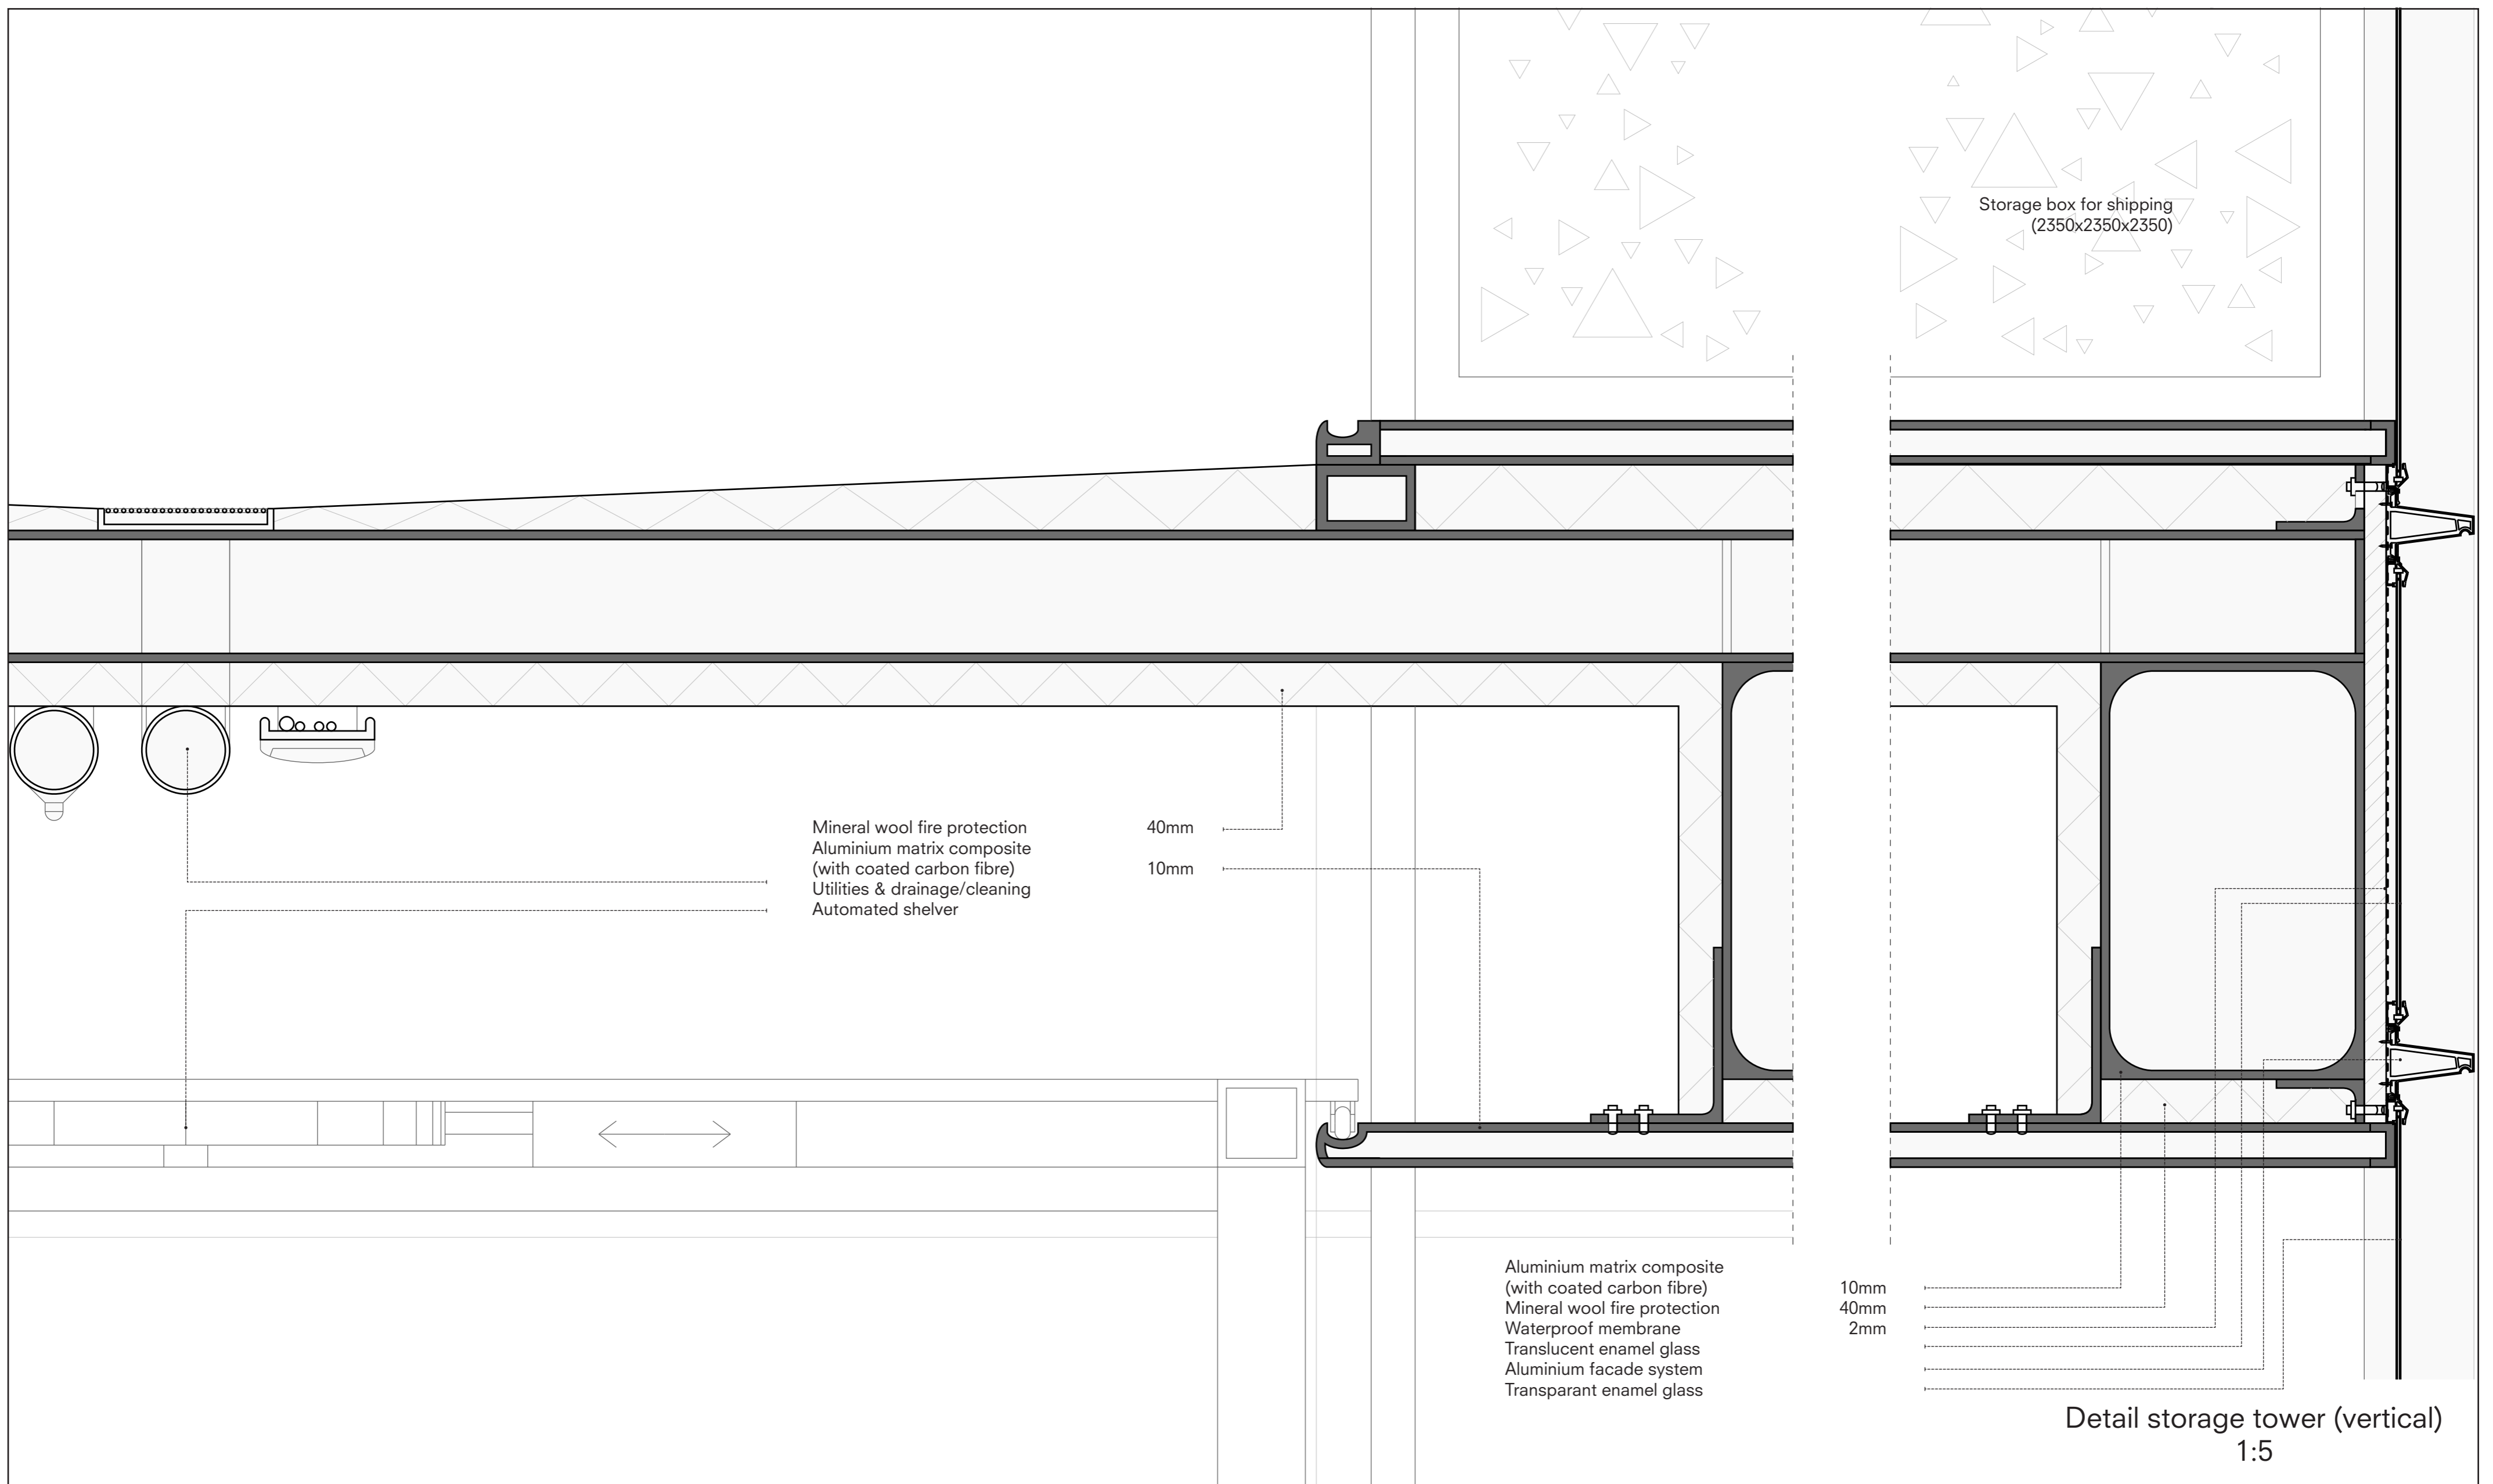 Storage box for shipping
(2350x2350x2350)
Mineral wool fire protection 40mm
Aluminium matrix composite
(with coated carbon fibre) 10mm
Utilities & drainage/cleaning
Automated shelver
Aluminium matrix composite
(with coated carbon fibre) 10mm
Mineral wool fire protection 40mm
Waterproof membrane 2mm
Translucent enamel glass
Aluminium facade system
Transparant enamel glass
Detail storage tower (vertical)
1:5